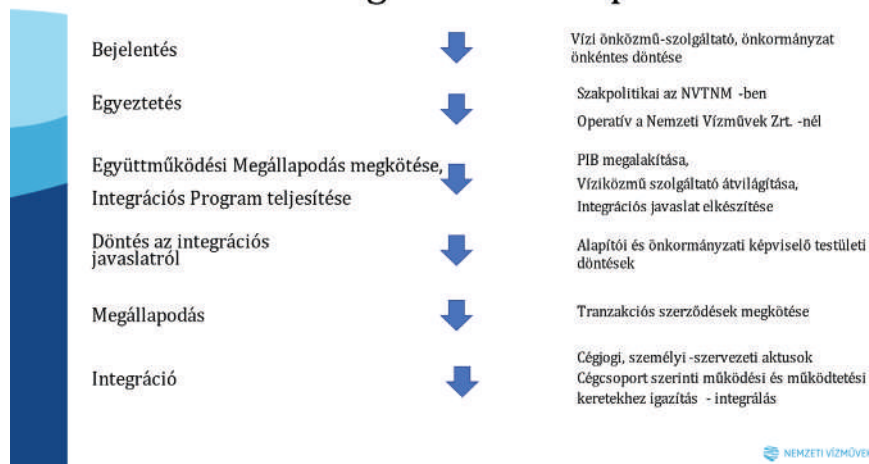 Bejelentés
Vízi önközmű-szolgáltató, önkormányzat
önkéntes döntése
Egyeztetés
Szakpolitikai az NVTNM -ben
Operatív a Nemzeti Vízművek Zrt. -nél
Együttműködési Megállapodás megkötése,
Integrációs Program teljesítése
PIB megalakítása,
Víziközmű szolgáltató átvilágítása,
Integrációs javaslat elkészítése
Döntés az integrációs
javaslatról
Alapítói és önkormányzati képviselő testületi
döntések
Megállapodás
Tranzakciós szerződések megkötése
Integráció
Cégjogi, személyi -szervezeti aktusok
Cégcsoport szerinti működési és működtetési
keretekhez igazítás - integrálás
NEMZETI VÍZMŰVEK